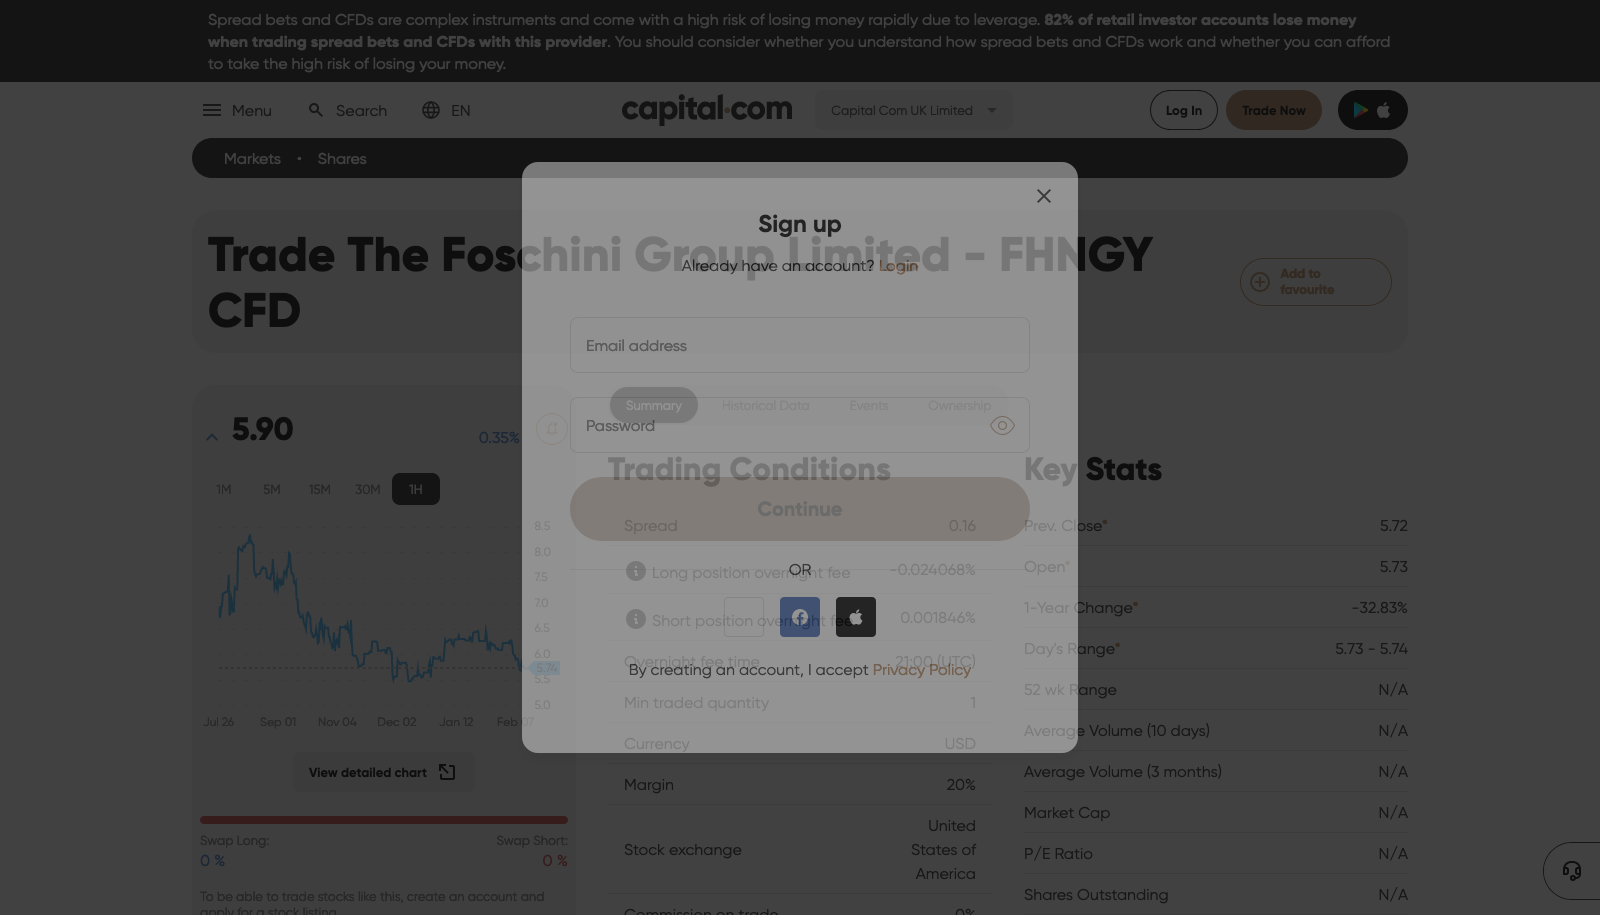 Spread bets and CFDs are complex instruments and come with a high risk of losing money rapidly due to leverage. 82% of retail investor accounts lose money
when trading spread bets and CFDs with this provider. You should consider whether you understand how spread bets and CFDs work and whether you can afford
to take the high risk of losing your money.
Menu
Search
EN
capital.com
Capital Com UK Limited
Log In
Trade Now
Markets • Shares
Sign up
Already have an account? Login
Trade The Foschini Group Limited - FHNGY
CFD
Add to
favourite
Email address
Password
Continue
OR
By creating an account, I accept Privacy Policy
5.90
0.35%
1M
5M
15M
30M
1H
8.5
8.0
7.5
7.0
6.5
6.0
5.74
5.5
5.0
Jul 26
Sep 01
Nov 04
Dec 02
Jan 12
Feb 07
View detailed chart
Swap Long:
Swap Short:
0 %
0 %
To be able to trade stocks like this, create an account and
apply for a stock listing
Summary
Historical Data
Events
Ownership
Trading Conditions
Spread
0.16
Long position overnight fee
-0.024068%
Short position overnight fee
0.001846%
Overnight fee time
21:00 (UTC)
Min traded quantity
1
Currency
USD
Margin
20%
Stock exchange
United
States of
America
Commission on trade
0%
Key Stats
Prev. Close*
5.72
Open*
5.73
1-Year Change*
-32.83%
Day's Range*
5.73 - 5.74
52 wk Range
N/A
Average Volume (10 days)
N/A
Average Volume (3 months)
N/A
Market Cap
N/A
P/E Ratio
N/A
Shares Outstanding
N/A